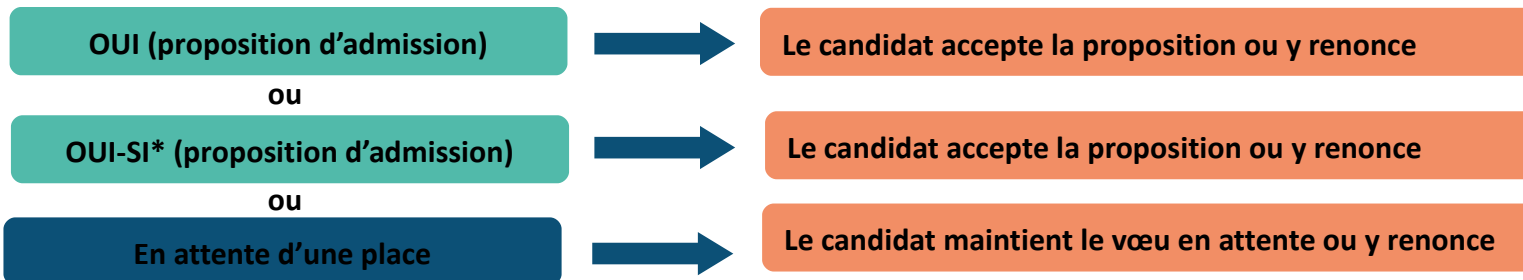 OUI (proposition d’admission)
Le candidat accepte la proposition ou y renonce
ou
OUI-SI* (proposition d’admission)
Le candidat accepte la proposition ou y renonce
ou
En attente d’une place
Le candidat maintient le vœu en attente ou y renonce